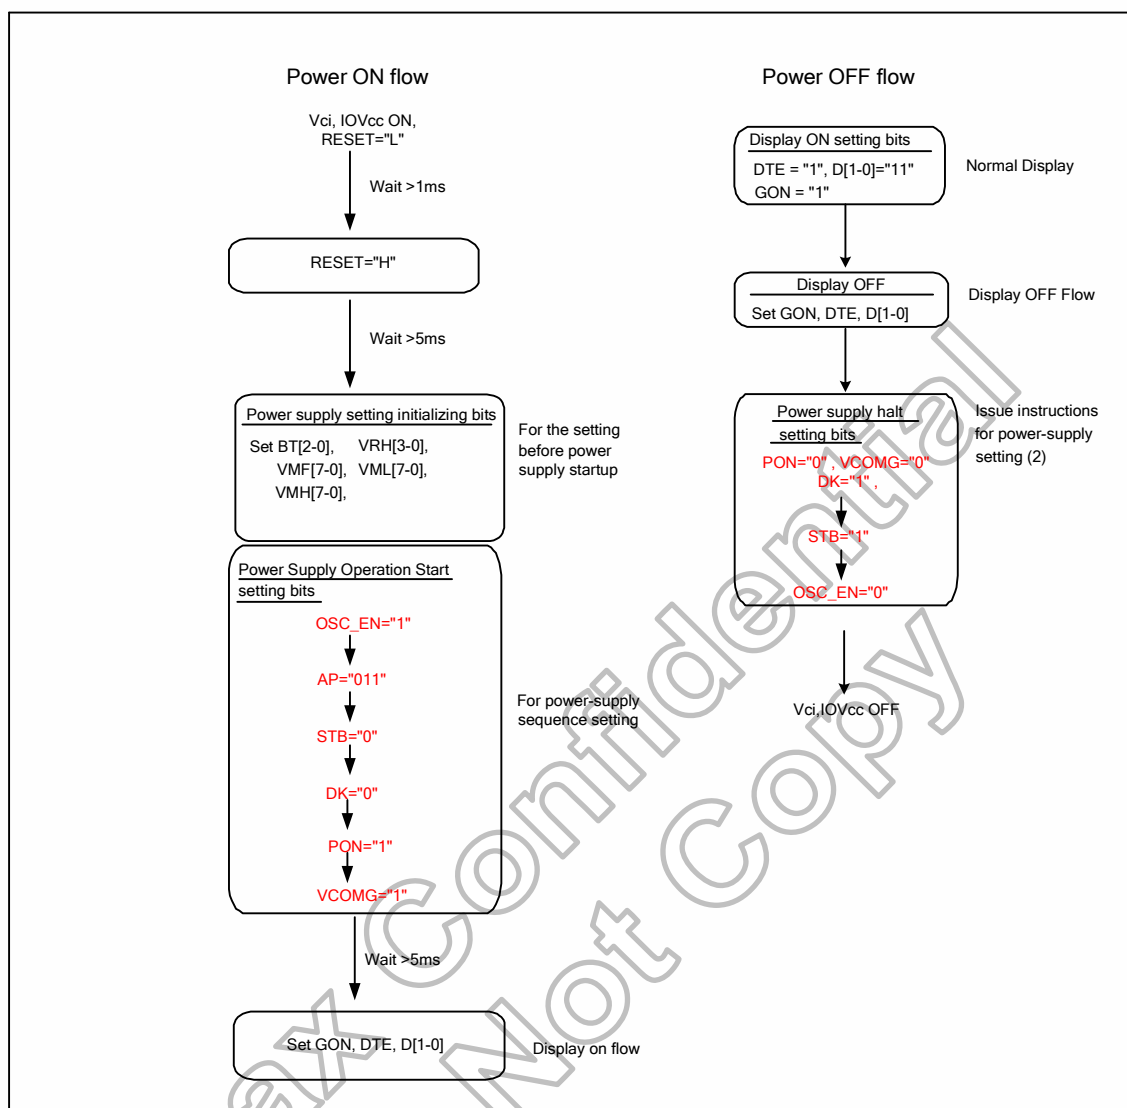 Power ON flow
Vci, IOVcc ON,
RESET="L"
Wait >1ms
RESET="H"
Wait >5ms
Power supply setting initializing bits
Set BT[2-0], VRH[3-0],
VMF[7-0], VML[7-0],
VMH[7-0],
For the setting
before power
supply startup
Power Supply Operation Start
setting bits
OSC_EN="1"
AP="011"
STB="0"
DK="0"
PON="1"
VCOMG="1"
For power-supply
sequence setting
Wait >5ms
Set GON, DTE, D[1-0]
Display on flow
Power OFF flow
Display ON setting bits
DTE = "1", D[1-0]="11"
GON = "1"
Normal Display
Display OFF
Set GON, DTE, D[1-0]
Display OFF Flow
Power supply halt
setting bits
PON="0" , VCOMG="0"
DK="1" ,
STB="1"
OSC_EN="0"
Issue instructions
for power-supply
setting (2)
Vci,IOVcc OFF
ax Confidential
Not Copy